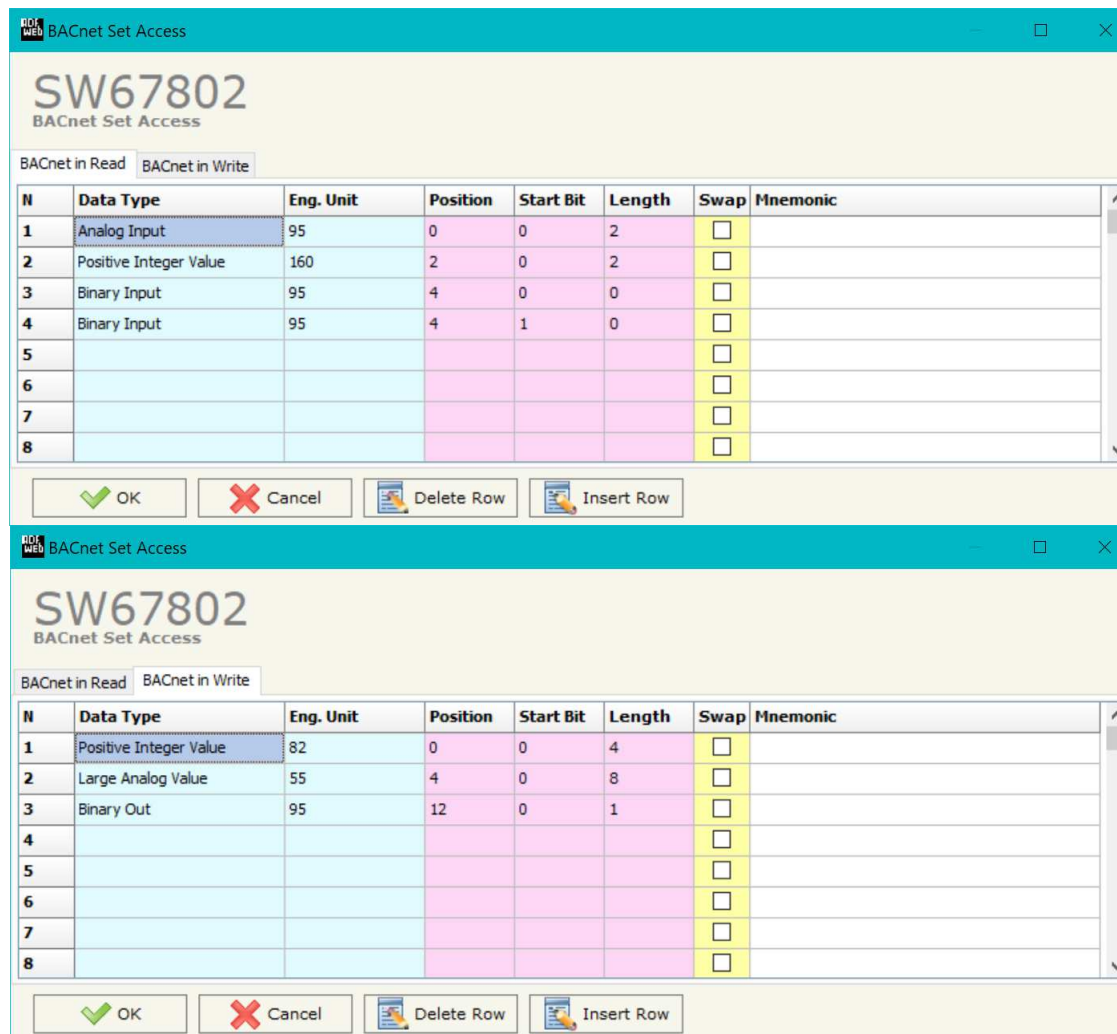 ADF WEB BACnet Set Access
SW67802
BACnet Set Access
BACnet in Read BACnet in Write
N Data Type Eng. Unit Position Start Bit Length Swap Mnemonic
1 Analog Input 95 0 0 2
2 Positive Integer Value 160 2 0 2
3 Binary Input 95 4 0 0
4 Binary Input 95 4 1 0
5
6
7
8
OK Cancel Delete Row Insert Row
ADF WEB BACnet Set Access
SW67802
BACnet Set Access
BACnet in Read BACnet in Write
N Data Type Eng. Unit Position Start Bit Length Swap Mnemonic
1 Positive Integer Value 82 0 0 4
2 Large Analog Value 55 4 0 8
3 Binary Out 95 12 0 1
4
5
6
7
8
OK Cancel Delete Row Insert Row